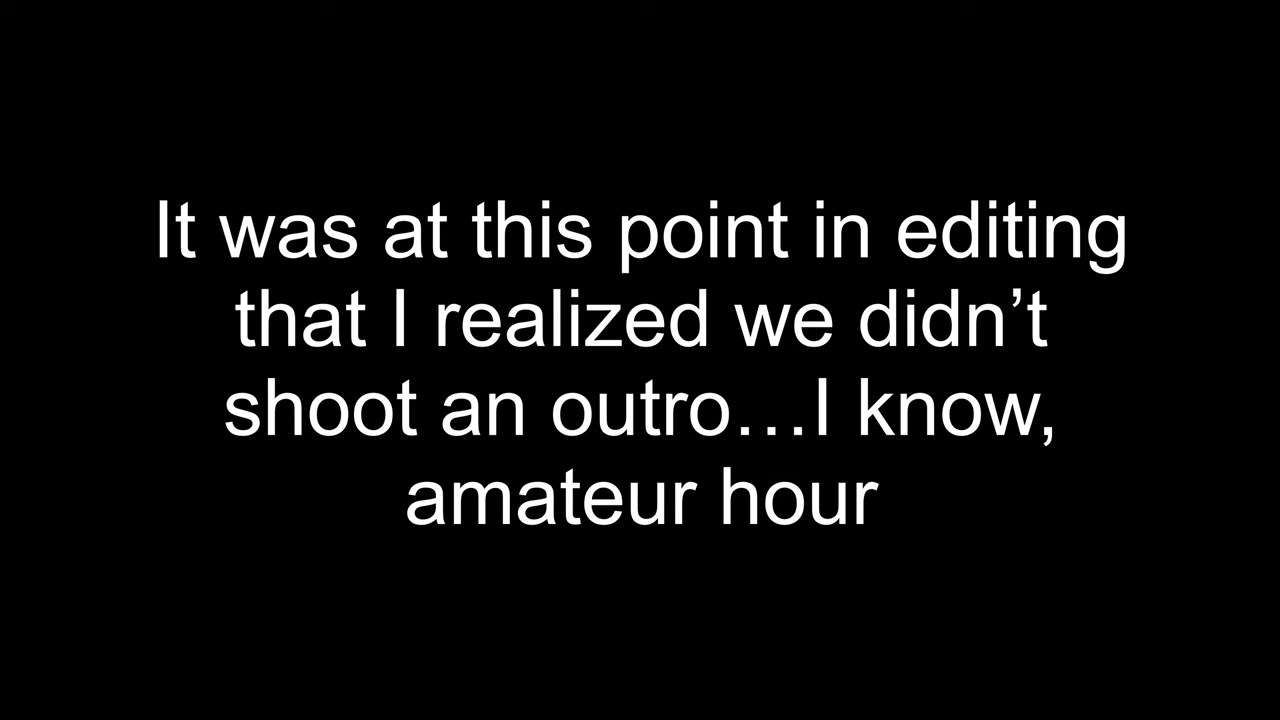 It was at this point in editing
that I realized we didn’t
shoot an outro…I know,
amateur hour